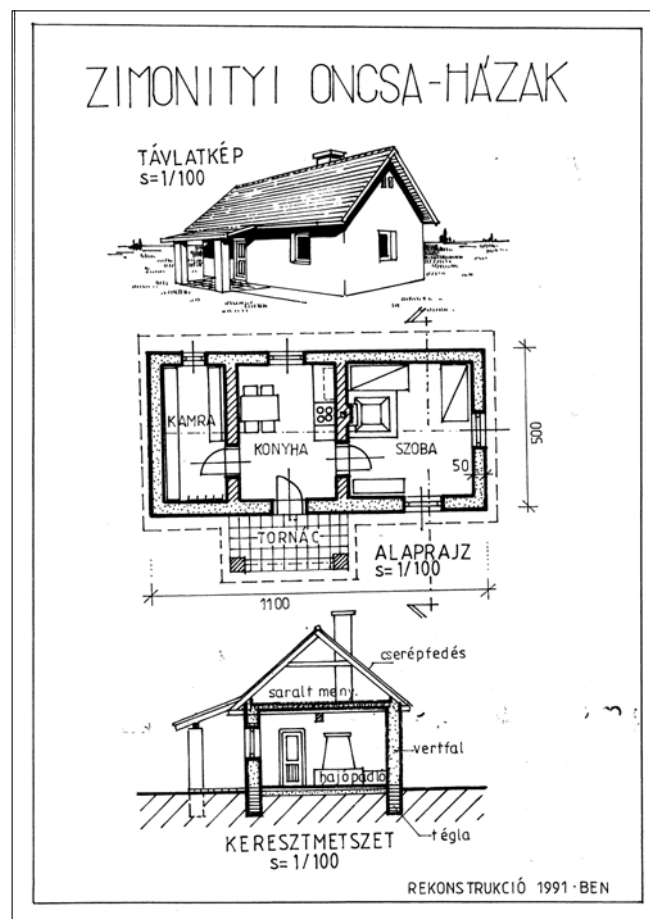 ZIMONITYI ONCSA-HÁZAK
TÁVLATKÉP
s=1/100
KAMRA
KONYHA
SZOBA
50
500
TORNÁC
ALAPRAJZ
s=1/100
1100
cserépfedés
saralt meny.
vertfal
hajópadló
tégla
KERESZTMETSZET
s=1/100
REKONSTRUKCIÓ 1991-BEN